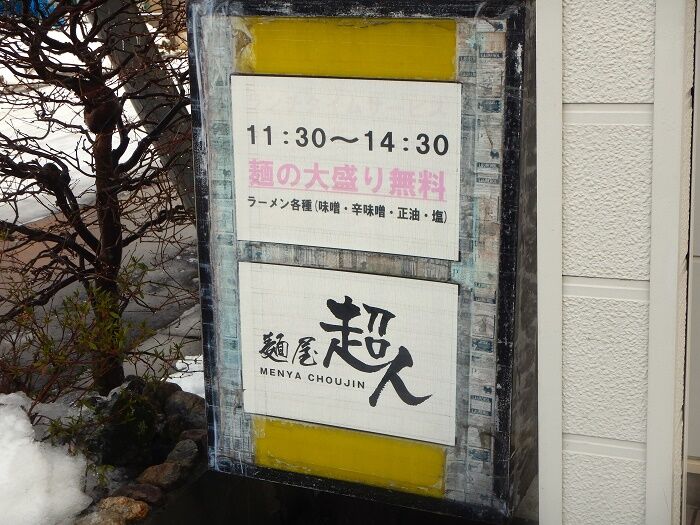 11:30〜14:30
麺の大盛り無料
ラーメン各種(味噌・辛味噌・正油・塩)
麺屋 超人
MENYA CHOUJIN